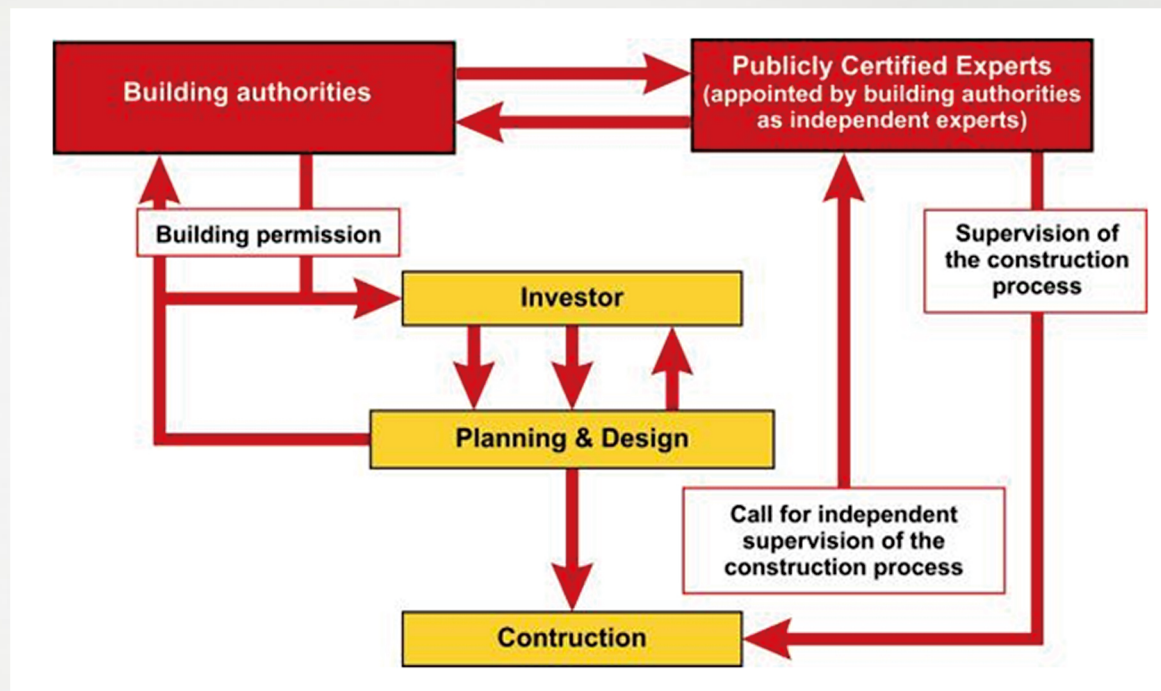 Building authorities
Publicly Certified Experts
(appointed by building authorities
as independent experts)
Building permission
Supervision of
the construction
process
Investor
Planning & Design
Call for independent
supervision of the
construction process
Contruction